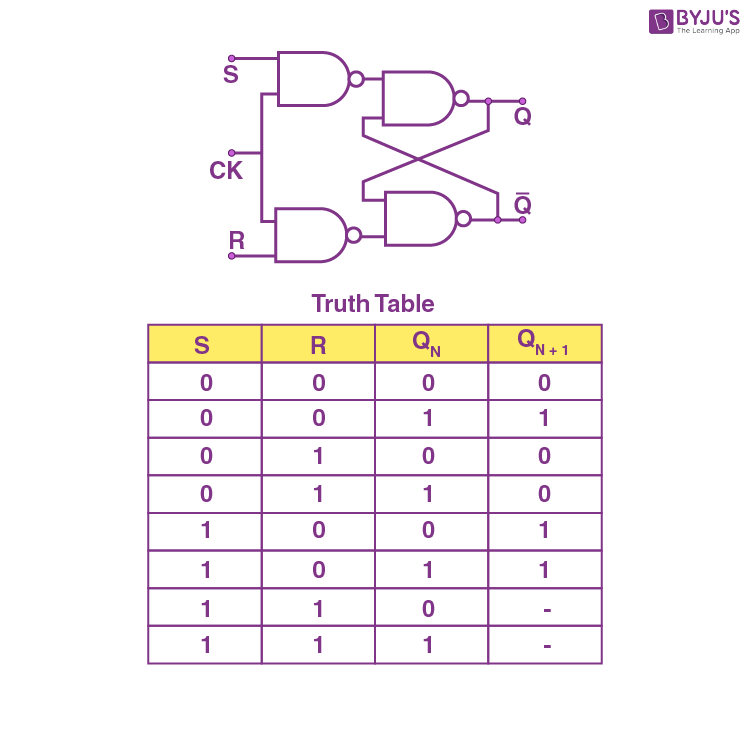 BYJU'S
The Learning App
S
Q
CK
Q̅
R
Truth Table
S R Q_N Q_{N + 1}
0 0 0 0
0 0 1 1
0 1 0 0
0 1 1 0
1 0 0 1
1 0 1 1
1 1 0 -
1 1 1 -